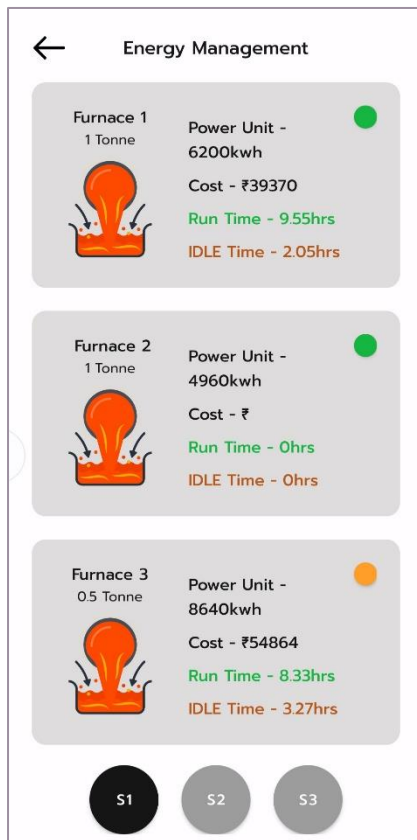 Energy Management
Furnace 1
1 Tonne
Power Unit -
6200kwh
Cost - ₹39370
Run Time - 9.55hrs
IDLE Time - 2.05hrs
Furnace 2
1 Tonne
Power Unit -
4960kwh
Cost - ₹
Run Time - 0hrs
IDLE Time - 0hrs
Furnace 3
0.5 Tonne
Power Unit -
8640kwh
Cost - ₹54864
Run Time - 8.33hrs
IDLE Time - 3.27hrs
S1 S2 S3